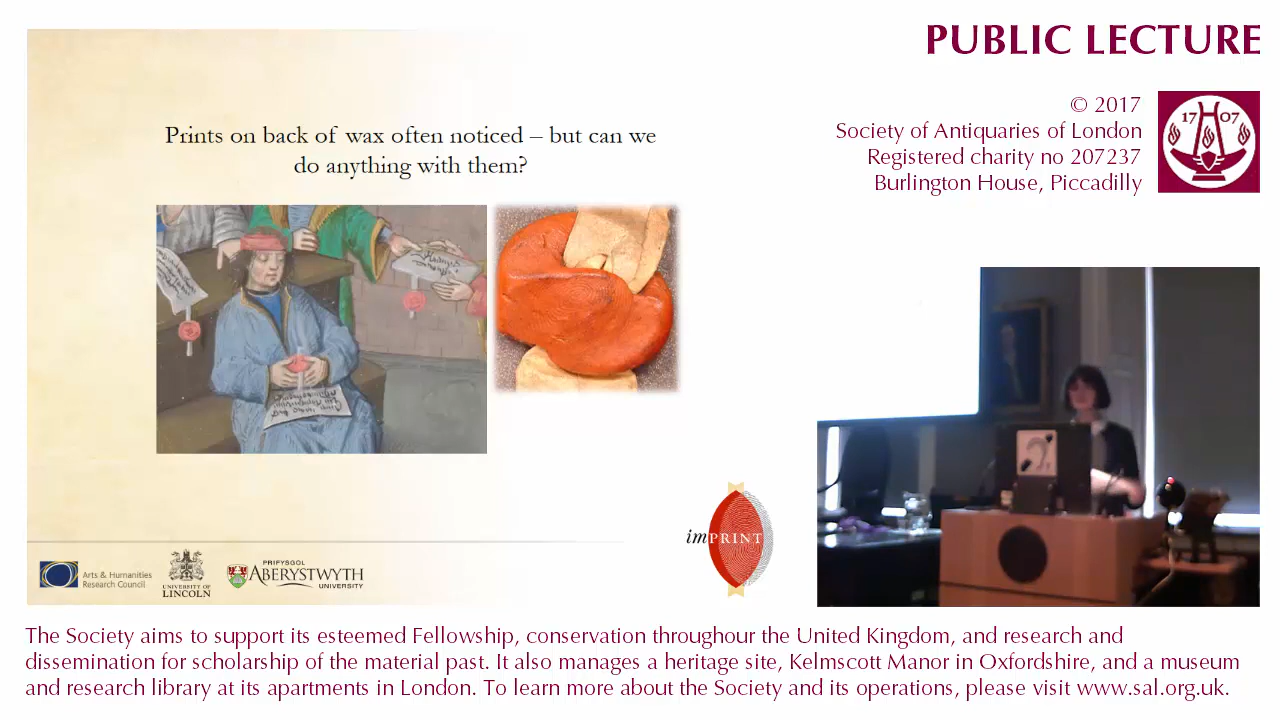 PUBLIC LECTURE
© 2017
Society of Antiquaries of London
Registered charity no 207237
Burlington House, Piccadilly
17 07
Prints on back of wax often noticed – but can we
do anything with them?
imPRINT
Arts & Humanities
Research Council
UNIVERSITY OF
LINCOLN
PRIFYSGOL
ABERYSTWYTH
UNIVERSITY
The Society aims to support its esteemed Fellowship, conservation throughour the United Kingdom, and research and
dissemination for scholarship of the material past. It also manages a heritage site, Kelmscott Manor in Oxfordshire, and a museum
and research library at its apartments in London. To learn more about the Society and its operations, please visit www.sal.org.uk.